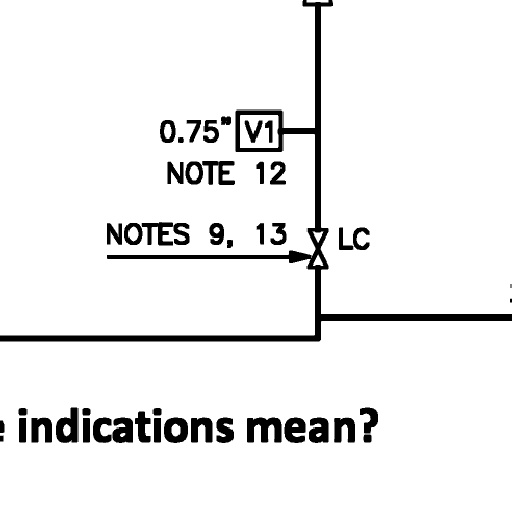 0.75" V1
NOTE 12
NOTES 9, 13
LC
indications mean?